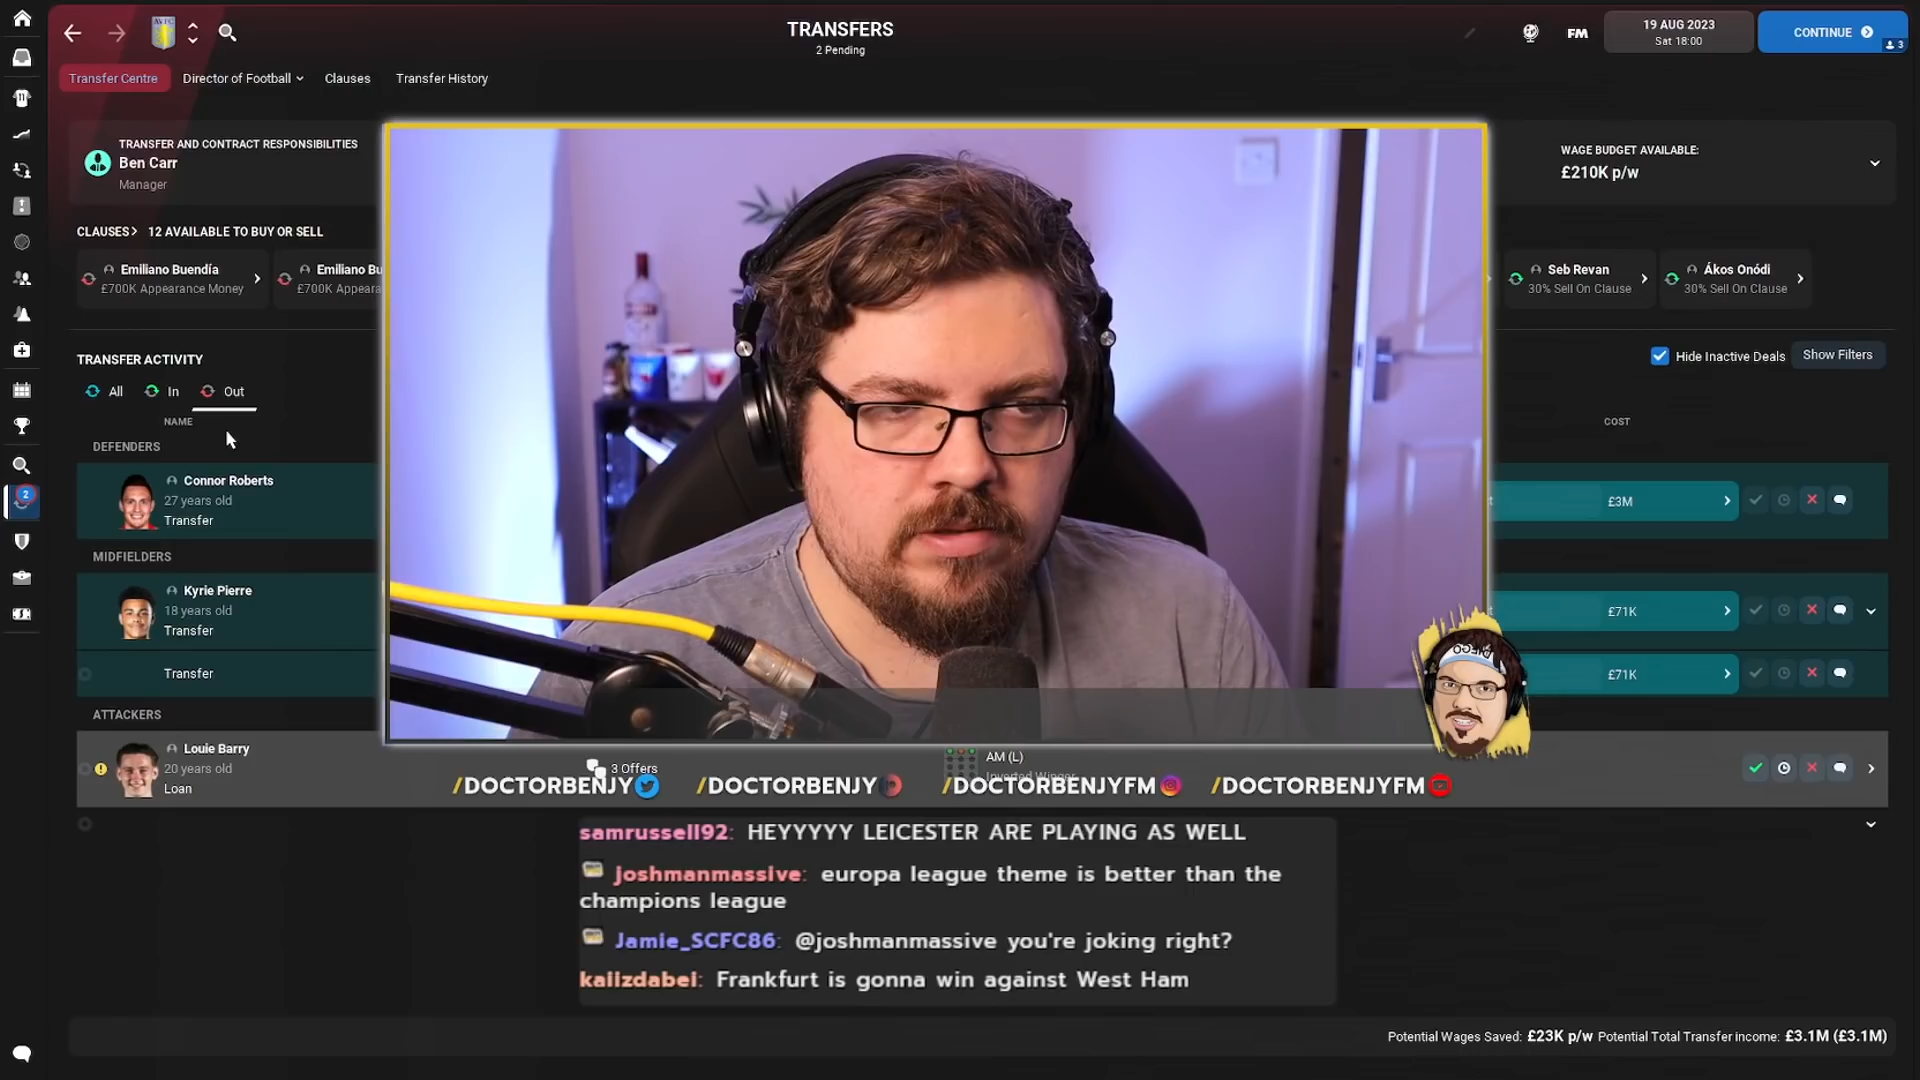 TRANSFERS
2 Pending
FM
19 AUG 2023
Sat 18:00
CONTINUE
3
Transfer Centre
Director of Football
Clauses
Transfer History
TRANSFER AND CONTRACT RESPONSIBILITIES
Ben Carr
Manager
WAGE BUDGET AVAILABLE:
£210K p/w
CLAUSES> 12 AVAILABLE TO BUY OR SELL
Emiliano Buendía
£700K Appearance Money
Emiliano Bu
£700K Appeara
Seb Revan
30% Sell On Clause
Ákos Onódi
30% Sell On Clause
TRANSFER ACTIVITY
Hide Inactive Deals
Show Filters
All
In
Out
NAME
COST
DEFENDERS
Connor Roberts
27 years old
Transfer
£3M
MIDFIELDERS
Kyrie Pierre
18 years old
Transfer
£71K
Transfer
£71K
2
ATTACKERS
Louie Barry
20 years old
Loan
3 Offers
AM (L)
Inverted Winger
/DOCTORBENJY
/DOCTORBENJY
/DOCTORBENJYFM
/DOCTORBENJYFM
samrussell92: HEYYYYY LEICESTER ARE PLAYING AS WELL
joshmanmassive: europa league theme is better than the
champions league
Jamie_SCFC86: @joshmanmassive you're joking right?
kaiizdabei: Frankfurt is gonna win against West Ham
Potential Wages Saved: £23K p/w Potential Total Transfer income: £3.1M (£3.1M)